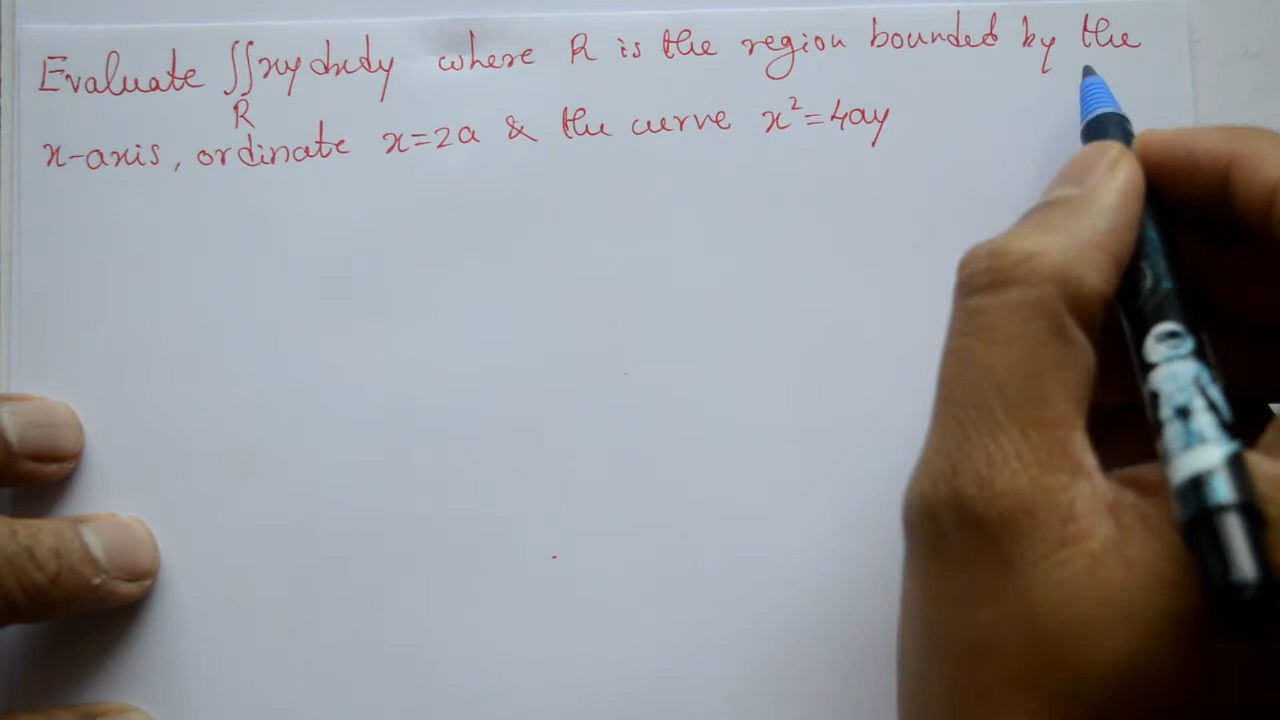 Evaluate ∬xy dxdy where R is the region bounded by the
R
x-axis, ordinate x=2a & the curve x²=4ay